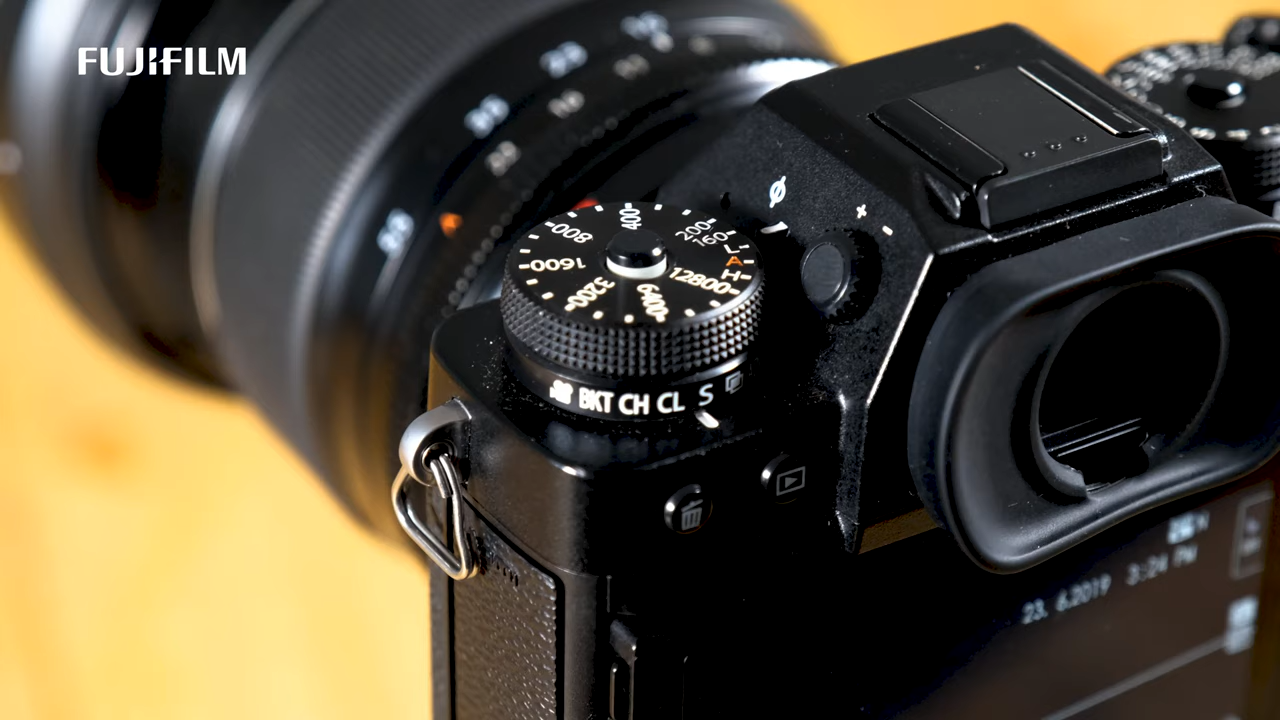 FUJIFILM
400
200
160
L
A
H
12800
6400
3200
1600
800
BKT CH CL S
23. 6.2019 3:24 PM